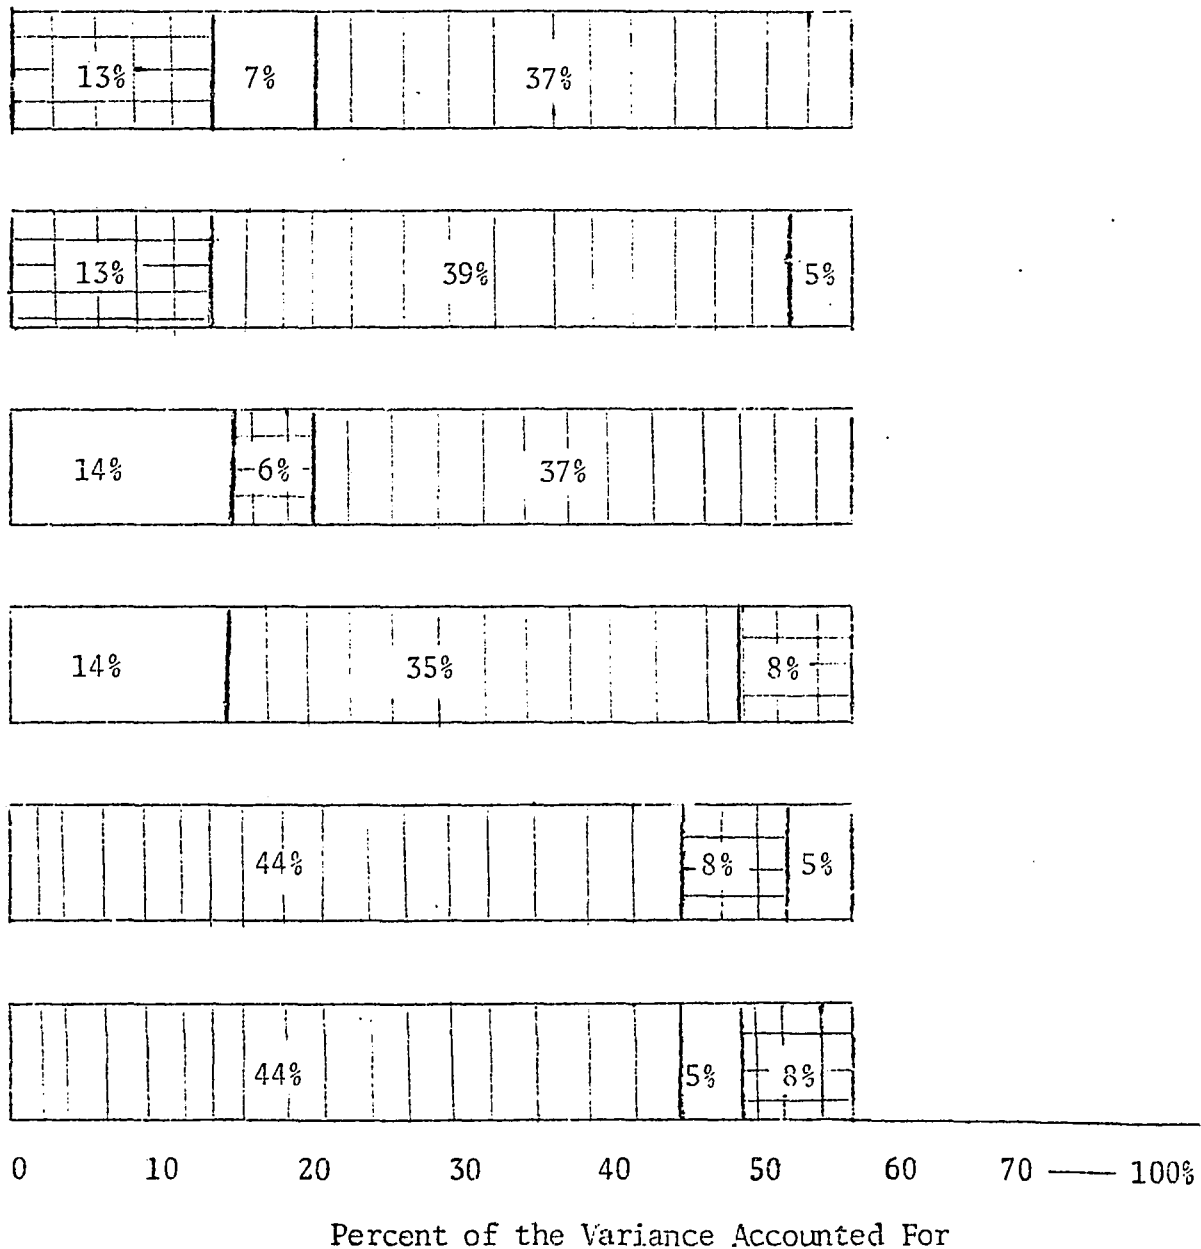 13% 7% 37%
13% 39% 5%
14% 6% 37%
14% 35% 8%
44% 8% 5%
44% 5% 8%
0 10 20 30 40 50 60 70 —— 100%
Percent of the Variance Accounted For